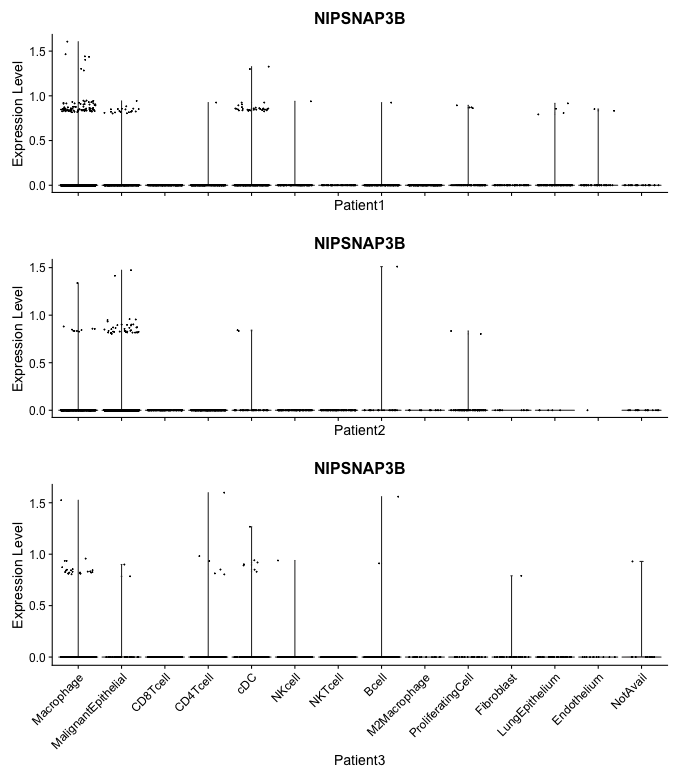 NIPSNAP3B
Expression Level
1.5
1.0
0.5
0.0
Patient1
NIPSNAP3B
Expression Level
1.5
1.0
0.5
0.0
Patient2
NIPSNAP3B
Expression Level
1.5
1.0
0.5
0.0
Macrophage
MalignantEpithelial
CD8Tcell
CD4Tcell
cDC
NKcell
NKTcell
Bcell
M2Macrophage
ProliferatingCell
Fibroblast
LungEpithelium
Endothelium
NotAvail
Patient3